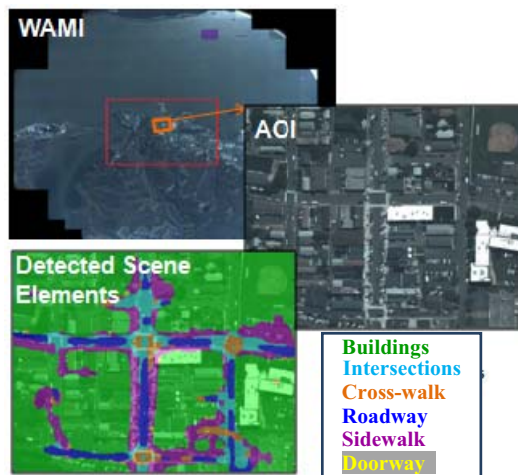 WAMI
AOI
Detected Scene
Elements
Buildings
Intersections
Cross-walk
Roadway
Sidewalk
Doorway
s